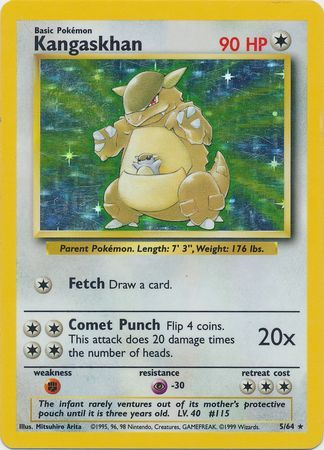 Basic Pokémon
Kangaskhan 90 HP
Parent Pokémon. Length: 7' 3", Weight: 176 lbs.
Fetch Draw a card.
Comet Punch Flip 4 coins.
This attack does 20 damage times
the number of heads.
20x
weakness resistance retreat cost
-30
The infant rarely ventures out of its mother's protective
pouch until it is three years old. LV. 40 #115
Illus. Mitsuhiro Arita ©1995, 96, 98 Nintendo, Creatures, GAMEFREAK. ©1999 Wizards. 5/64 ★